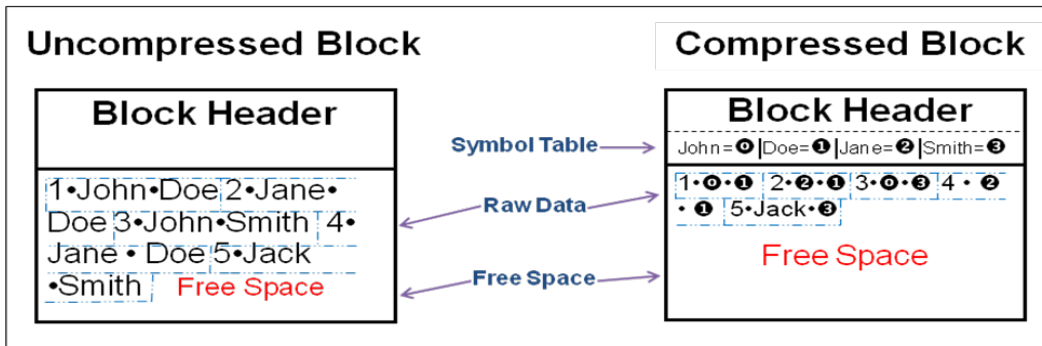 Uncompressed Block
Compressed Block
Block Header
Block Header
Symbol Table
John=⓿|Doe=❶|Jane=❷|Smith=❸
1•John•Doe 2•Jane•
Doe 3•John•Smith 4•
Jane • Doe 5•Jack
•Smith Free Space
Raw Data
Free Space
1•⓿•❶ 2•❷•❶ 3•⓿•❸ 4 • ❷
• ❶ 5•Jack•❸
Free Space